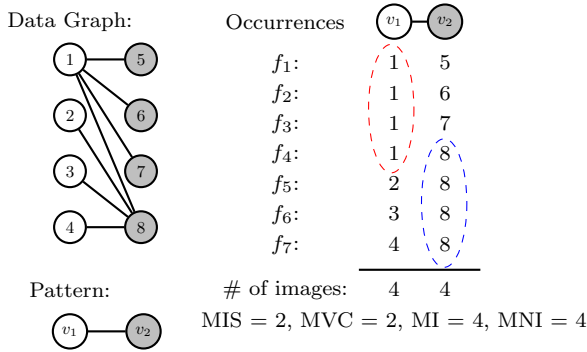 Data Graph:
1 5
2 6
3 7
4 8
Pattern:
v₁ v₂
Occurrences v₁ v₂
f₁: 1 5
f₂: 1 6
f₃: 1 7
f₄: 1 8
f₅: 2 8
f₆: 3 8
f₇: 4 8
# of images: 4 4
MIS = 2, MVC = 2, MI = 4, MNI = 4